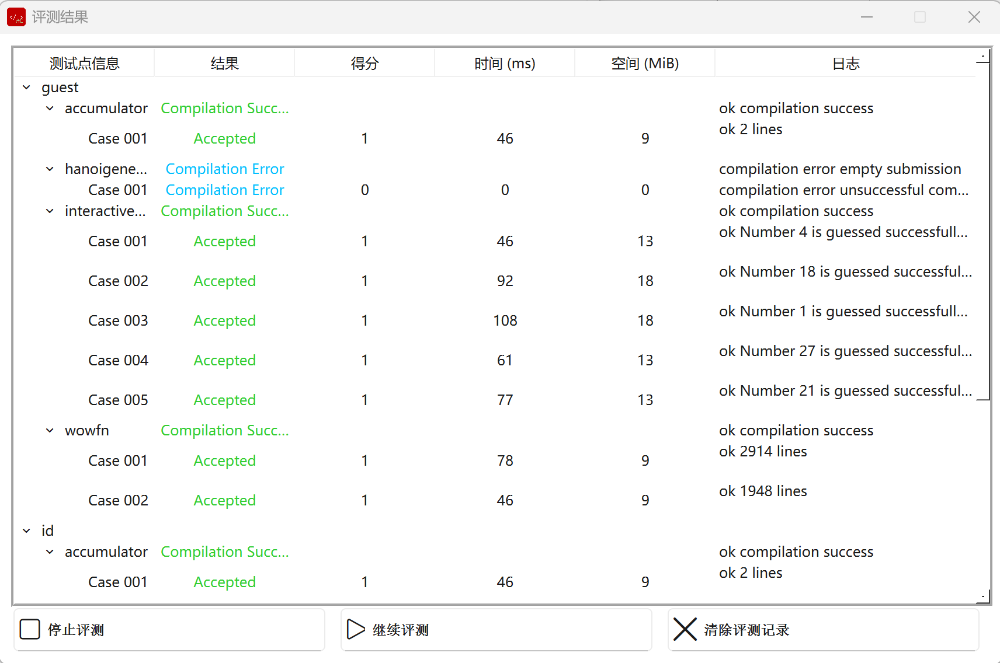 评测结果
测试点信息 结果 得分 时间 (ms) 空间 (MiB) 日志
guest
accumulator Compilation Succ... ok compilation success
Case 001 Accepted 1 46 9 ok 2 lines
hanoigene... Compilation Error compilation error empty submission
Case 001 Compilation Error 0 0 0 compilation error unsuccessful com...
interactive... Compilation Succ... ok compilation success
Case 001 Accepted 1 46 13 ok Number 4 is guessed successfull...
Case 002 Accepted 1 92 18 ok Number 18 is guessed successful...
Case 003 Accepted 1 108 18 ok Number 1 is guessed successfull...
Case 004 Accepted 1 61 13 ok Number 27 is guessed successful...
Case 005 Accepted 1 77 13 ok Number 21 is guessed successful...
wowfn Compilation Succ... ok compilation success
Case 001 Accepted 1 78 9 ok 2914 lines
Case 002 Accepted 1 46 9 ok 1948 lines
id
accumulator Compilation Succ... ok compilation success
Case 001 Accepted 1 46 9 ok 2 lines
停止评测 继续评测 清除评测记录